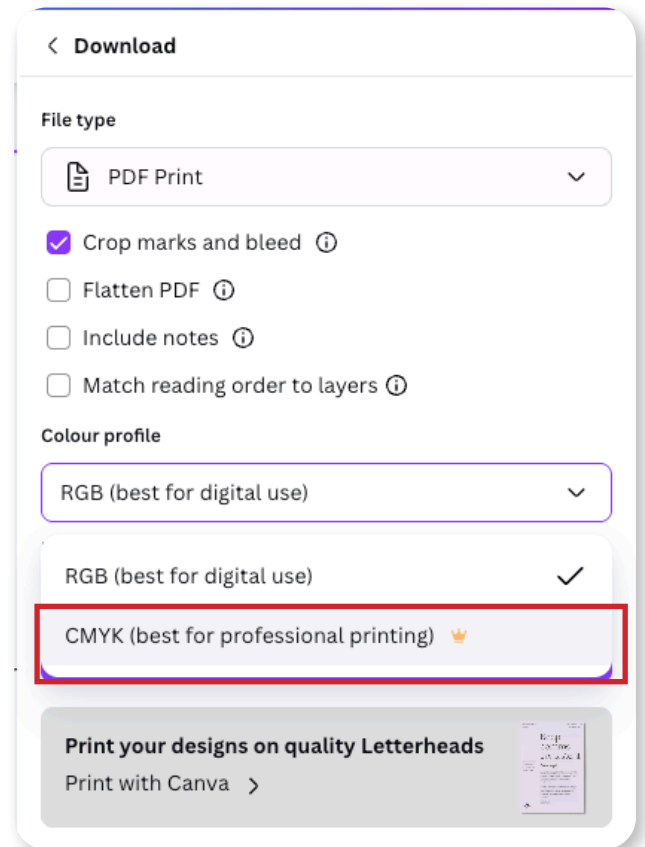 Download
File type
PDF Print
Crop marks and bleed
Flatten PDF
Include notes
Match reading order to layers
Colour profile
RGB (best for digital use)
RGB (best for digital use)
CMYK (best for professional printing)
Print your designs on quality Letterheads
Print with Canva
Keep